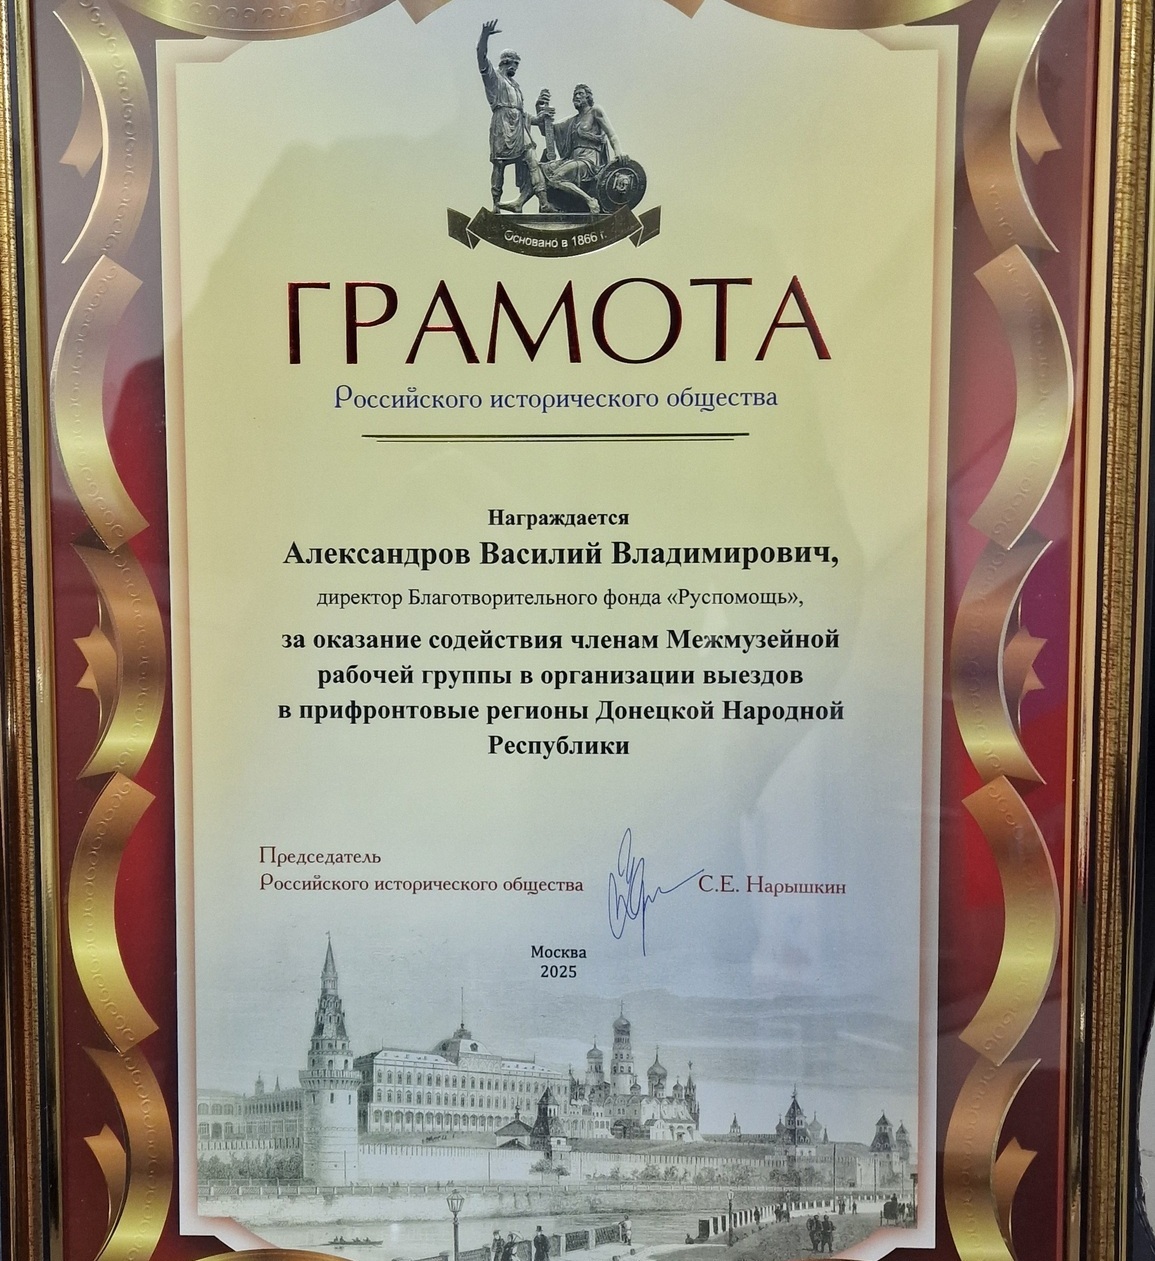 Основано в 1866 г.
ГРАМОТА
Российского исторического общества
Награждается
Александров Василий Владимирович,
директор Благотворительного фонда «Руспомощь»,
за оказание содействия членам Межмузейной
рабочей группы в организации выездов
в прифронтовые регионы Донецкой Народной
Республики
Председатель
Российского исторического общества С.Е. Нарышкин
Москва
2025